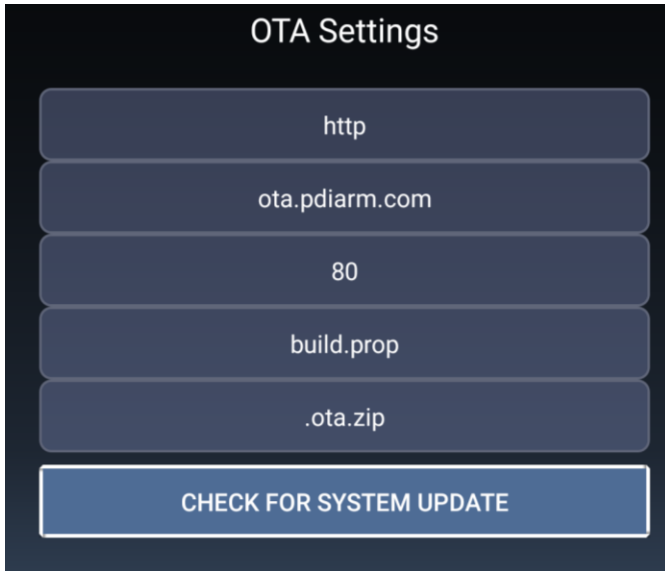 OTA Settings
http
ota.pdiarm.com
80
build.prop
.ota.zip
CHECK FOR SYSTEM UPDATE